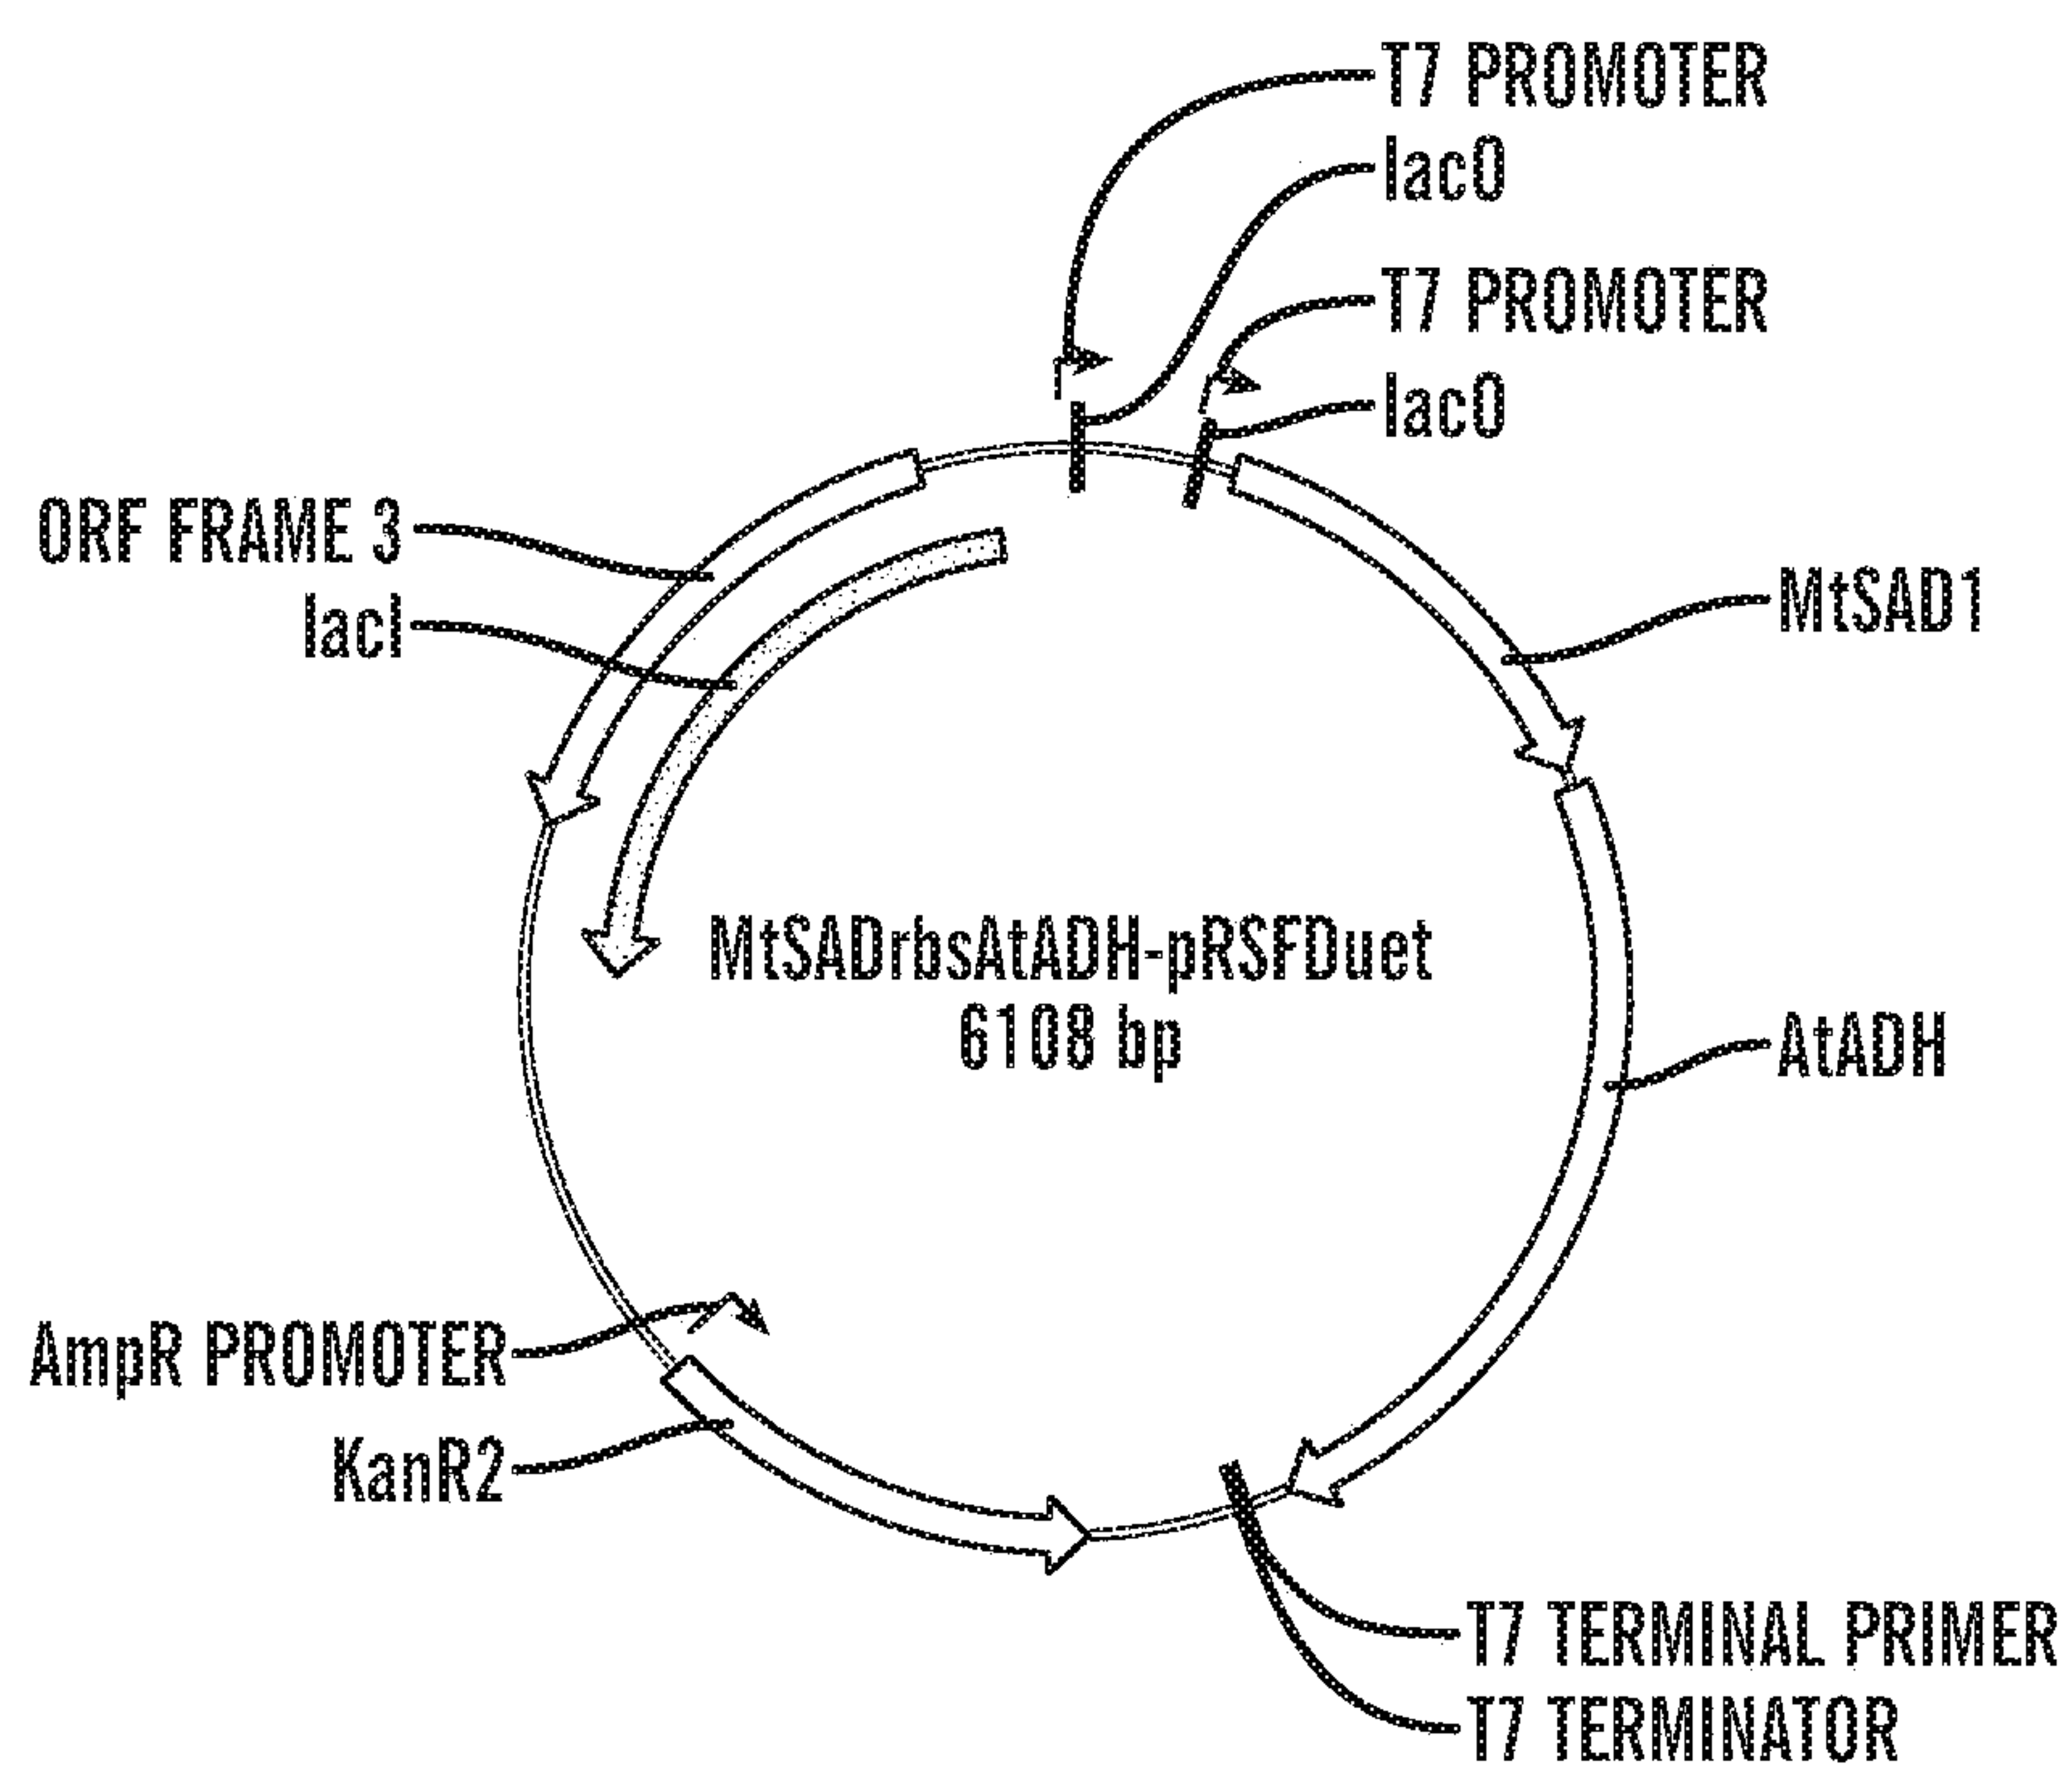 T7 PROMOTER
lacO
T7 PROMOTER
lacO
ORF FRAME 3
lacI
MtSAD1
MtSADrbsAtADH-pRSFDuet
6108 bp
AtADH
AmpR PROMOTER
KanR2
T7 TERMINAL PRIMER
T7 TERMINATOR